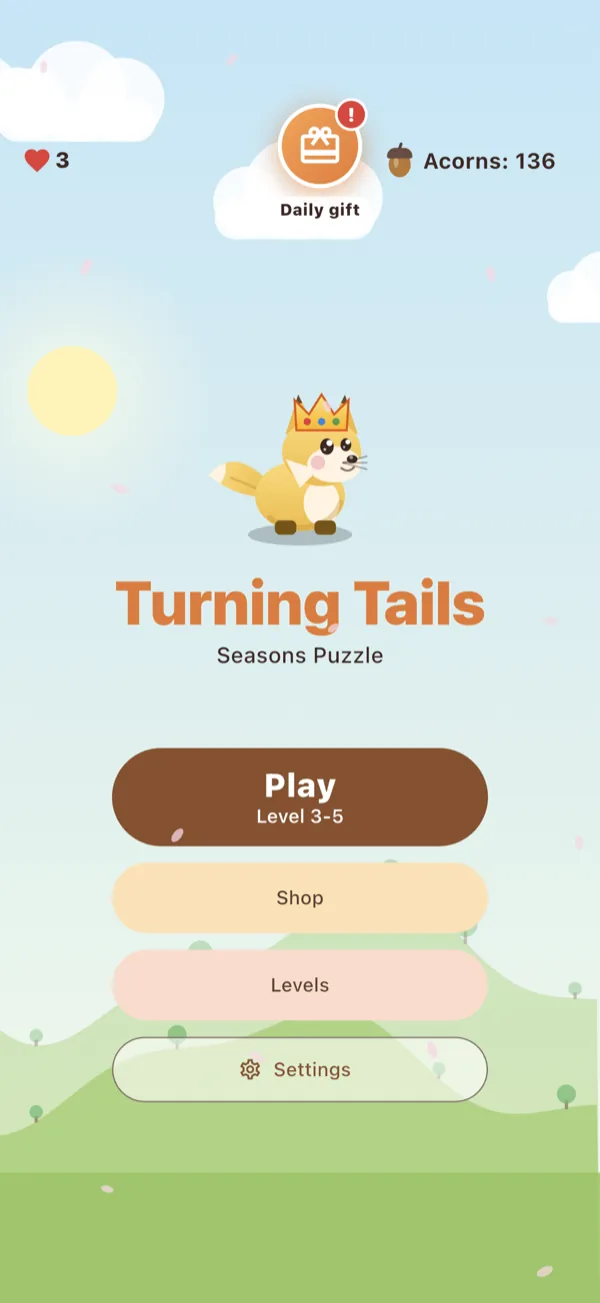 !
3
Acorns: 136
Daily gift
Turning Tails
Seasons Puzzle
Play
Level 3-5
Shop
Levels
Settings